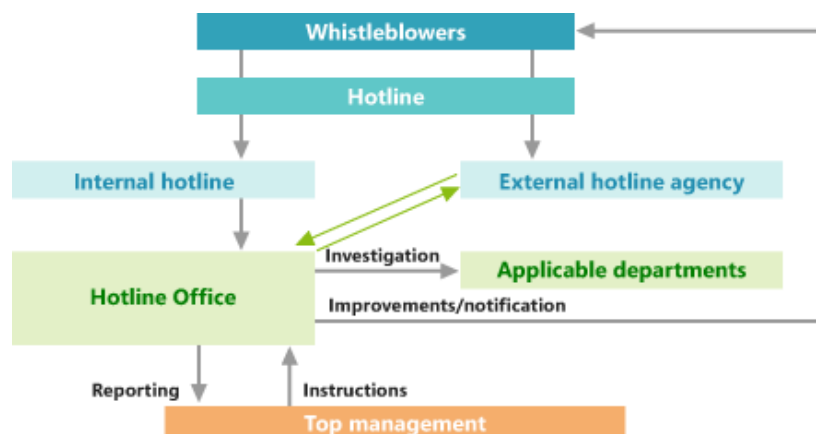 Whistleblowers
Hotline
Internal hotline
External hotline agency
Investigation
Applicable departments
Hotline Office
Improvements/notification
Reporting
Instructions
Top management